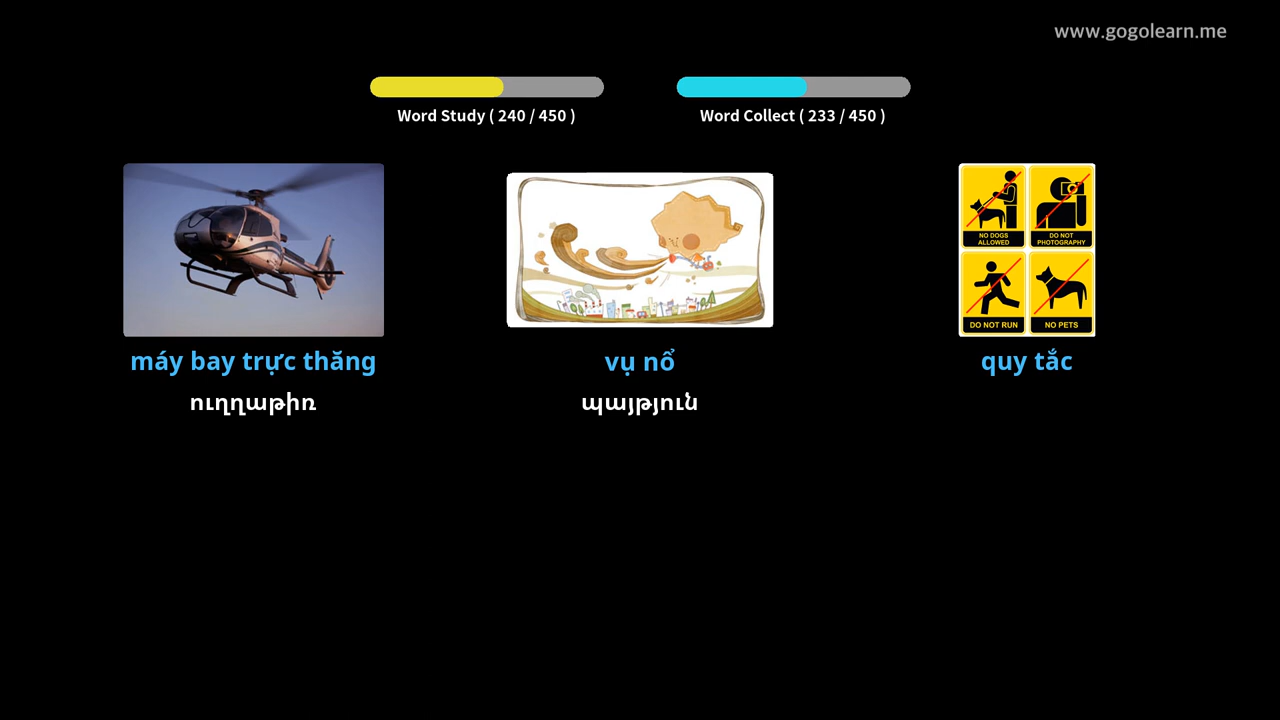 www.gogolearn.me
Word Study ( 240 / 450 )
Word Collect ( 233 / 450 )
NO DOGS
ALLOWED
DO NOT
PHOTOGRAPHY
DO NOT RUN
NO PETS
máy bay trực thăng
vụ nổ
quy tắc
ուղղաթիռ
պայթյուն